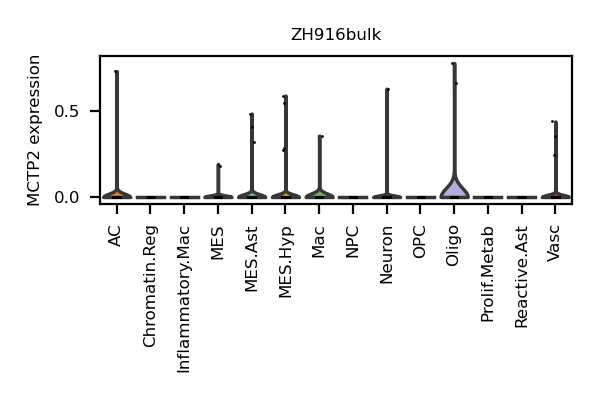 ZH916bulk
MCTP2 expression
0.5
0.0
AC
Chromatin.Reg
Inflammatory.Mac
MES
MES.Ast
MES.Hyp
Mac
NPC
Neuron
OPC
Oligo
Prolif.Metab
Reactive.Ast
Vasc